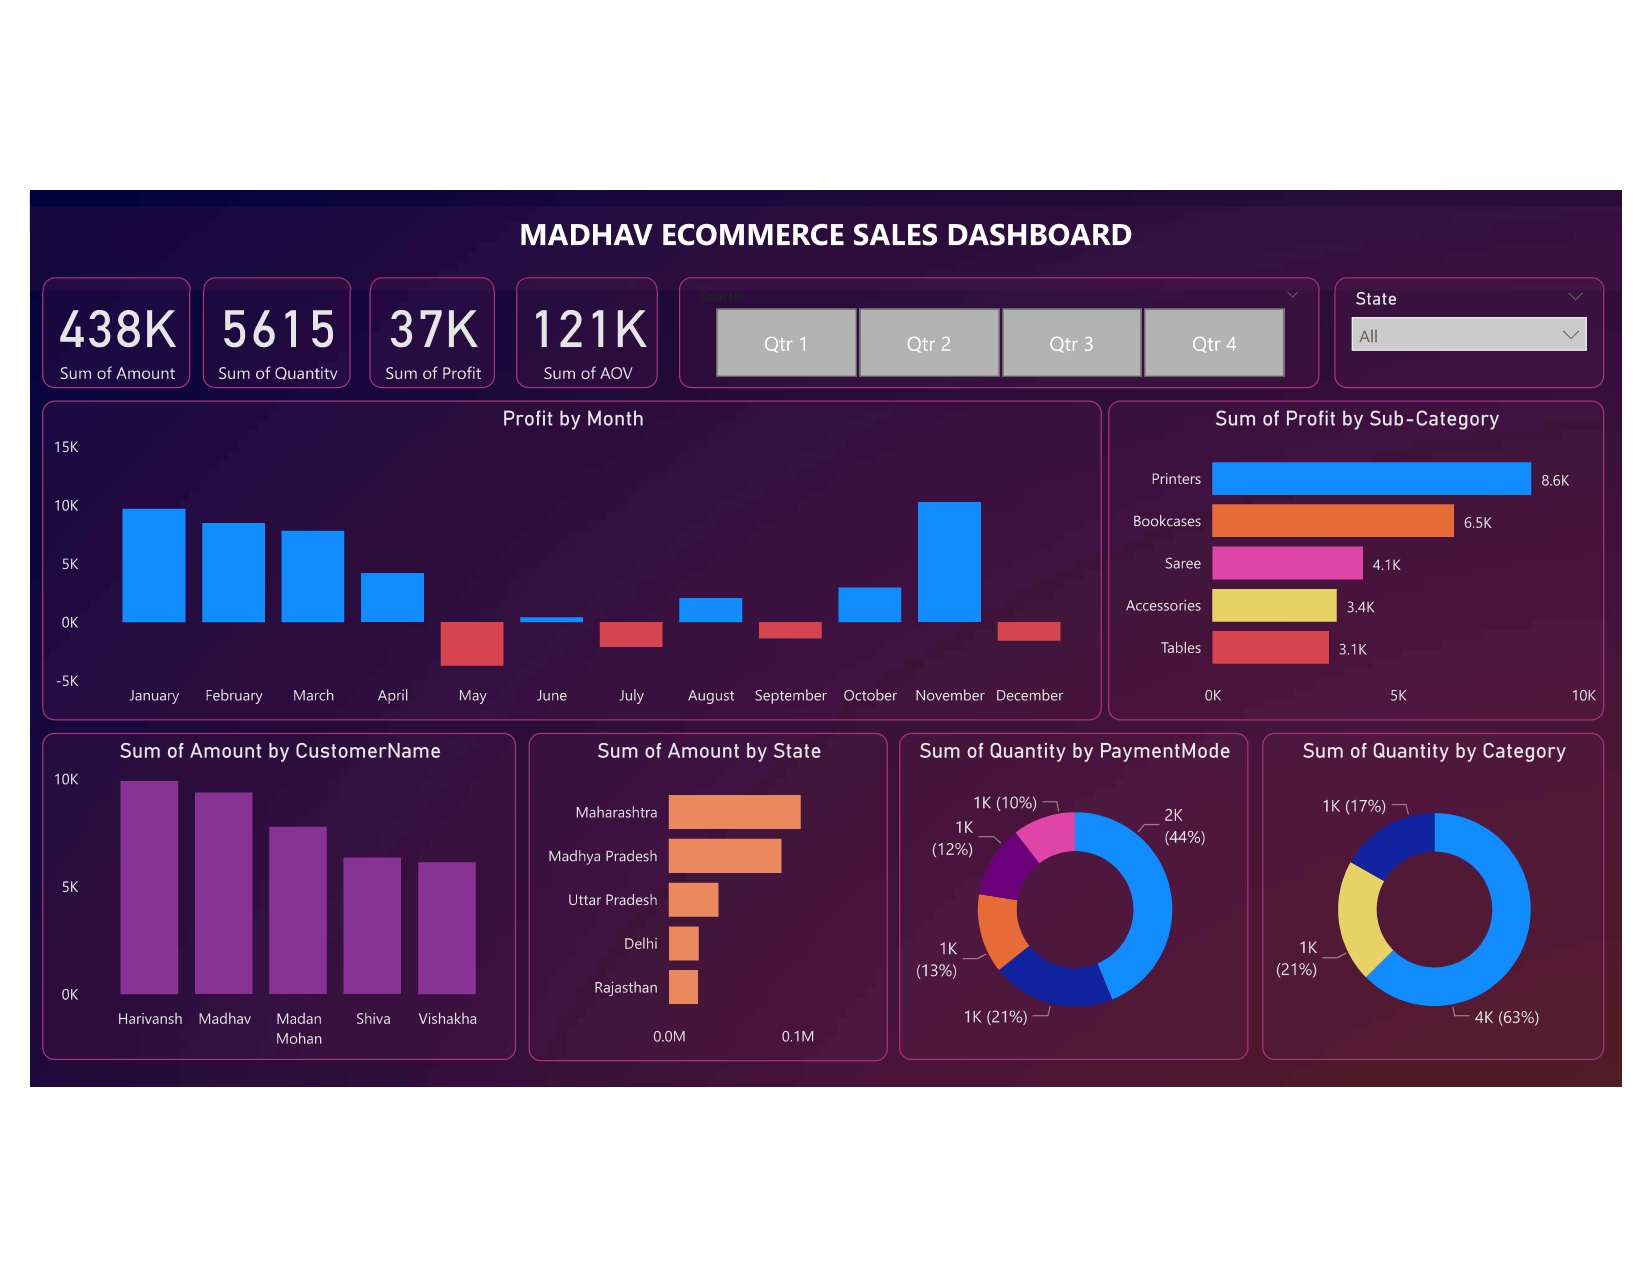 MADHAV ECOMMERCE SALES DASHBOARD
438K
Sum of Amount
5615
Sum of Quantity
37K
Sum of Profit
121K
Sum of AOV
Quarter
Qtr 1
Qtr 2
Qtr 3
Qtr 4
State
All
Profit by Month
15K
10K
5K
0K
-5K
January
February
March
April
May
June
July
August
September
October
November
December
Sum of Profit by Sub-Category
Printers
8.6K
Bookcases
6.5K
Saree
4.1K
Accessories
3.4K
Tables
3.1K
0K
5K
10K
Sum of Amount by CustomerName
10K
5K
0K
Harivansh
Madhav
Madan
Mohan
Shiva
Vishakha
Sum of Amount by State
Maharashtra
Madhya Pradesh
Uttar Pradesh
Delhi
Rajasthan
0.0M
0.1M
Sum of Quantity by PaymentMode
1K (10%)
2K
(44%)
1K
(12%)
1K
(13%)
1K (21%)
Sum of Quantity by Category
1K (17%)
1K
(21%)
4K (63%)